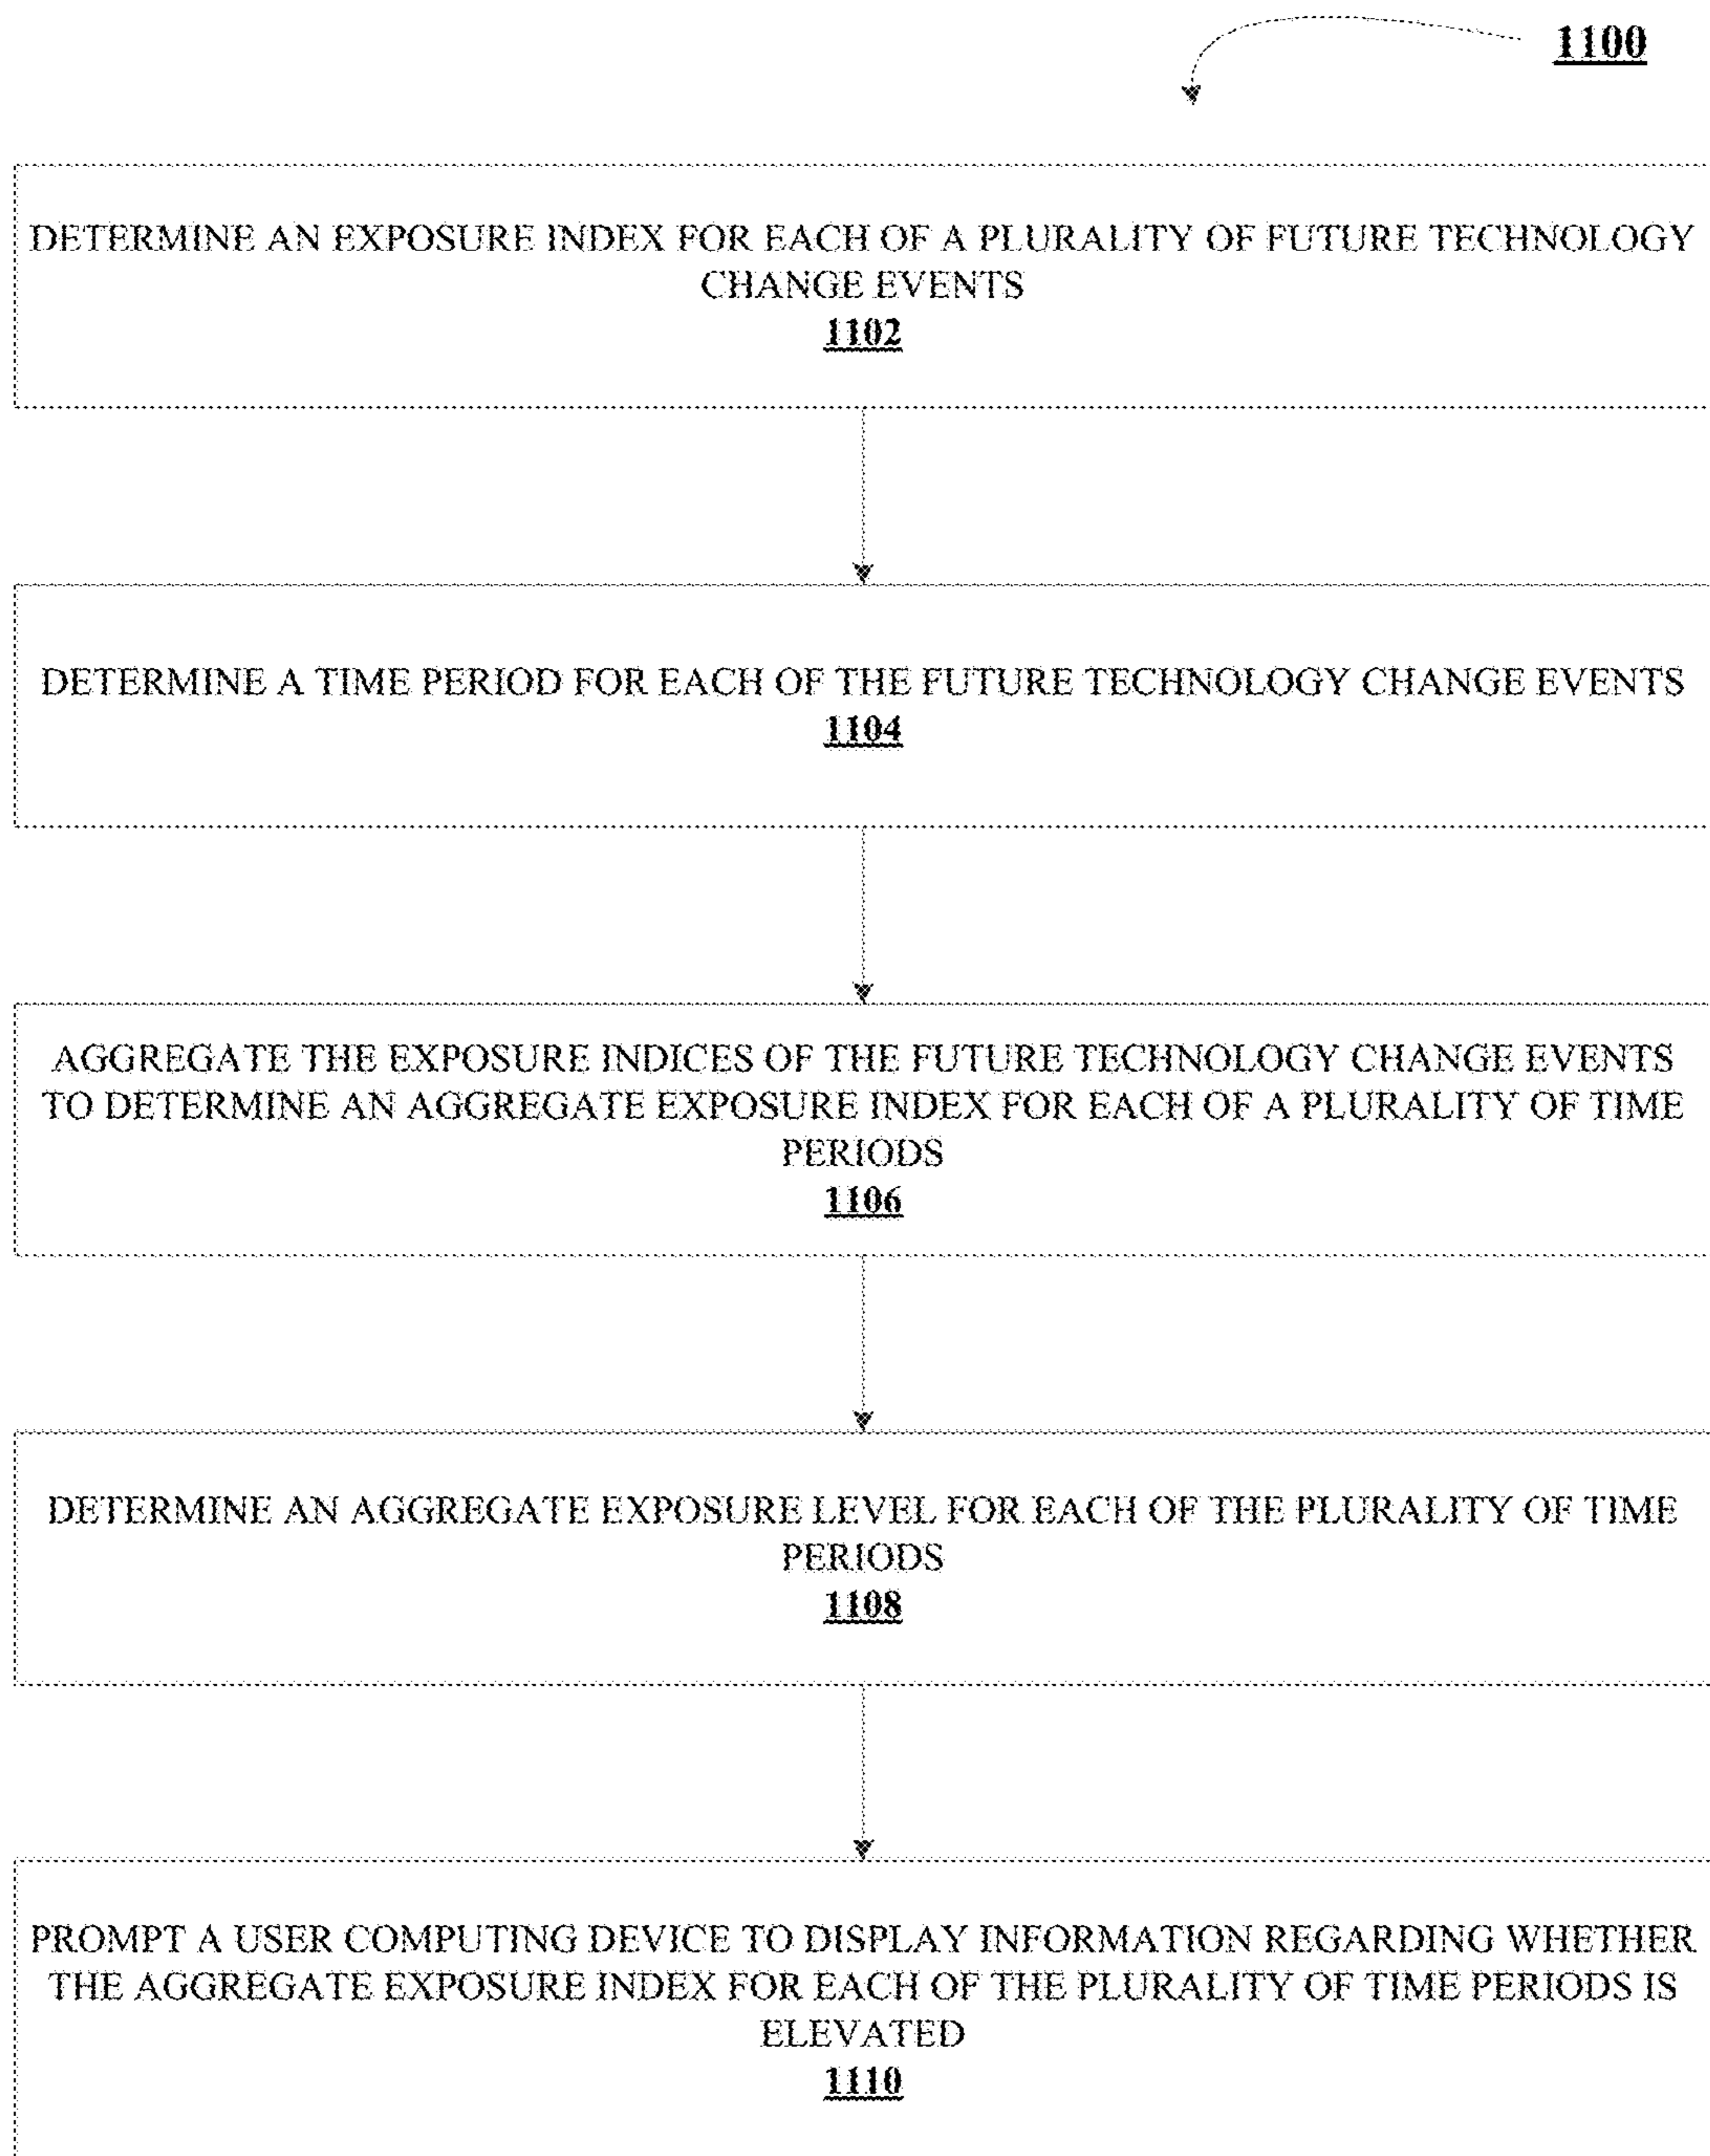 1100
DETERMINE AN EXPOSURE INDEX FOR EACH OF A PLURALITY OF FUTURE TECHNOLOGY
CHANGE EVENTS
1102
DETERMINE A TIME PERIOD FOR EACH OF THE FUTURE TECHNOLOGY CHANGE EVENTS
1104
AGGREGATE THE EXPOSURE INDICES OF THE FUTURE TECHNOLOGY CHANGE EVENTS
TO DETERMINE AN AGGREGATE EXPOSURE INDEX FOR EACH OF A PLURALITY OF TIME
PERIODS
1106
DETERMINE AN AGGREGATE EXPOSURE LEVEL FOR EACH OF THE PLURALITY OF TIME
PERIODS
1108
PROMPT A USER COMPUTING DEVICE TO DISPLAY INFORMATION REGARDING WHETHER
THE AGGREGATE EXPOSURE INDEX FOR EACH OF THE PLURALITY OF TIME PERIODS IS
ELEVATED
1110